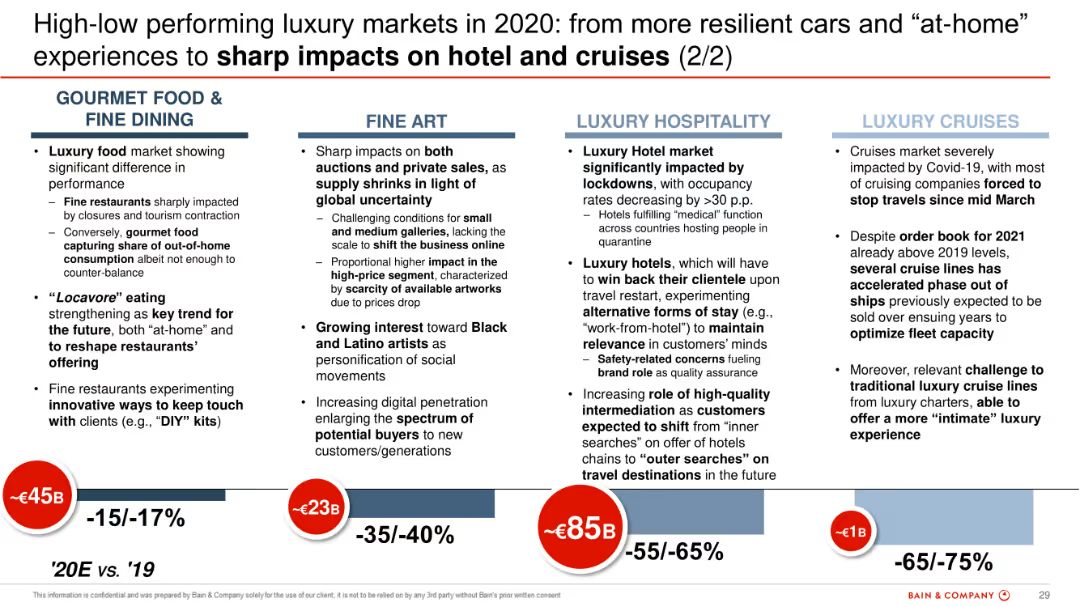 High-low performing luxury markets in 2020: from more resilient cars and “at-home”
experiences to sharp impacts on hotel and cruises (2/2)
GOURMET FOOD &
FINE DINING
• Luxury food market showing
significant difference in
performance
– Fine restaurants sharply impacted
by closures and tourism contraction
– Conversely, gourmet food
capturing share of out-of-home
consumption albeit not enough to
counter-balance
• “Locavore” eating
strengthening as key trend for
the future, both “at-home” and
to reshape restaurants’
offering
• Fine restaurants experimenting
innovative ways to keep touch
with clients (e.g., “DIY” kits)
~€45B
-15/-17%
FINE ART
• Sharp impacts on both
auctions and private sales, as
supply shrinks in light of
global uncertainty
– Challenging conditions for small
and medium galleries, lacking the
scale to shift the business online
– Proportional higher impact in the
high-price segment, characterized
by scarcity of available artworks
due to prices drop
• Growing interest toward Black
and Latino artists as
personification of social
movements
• Increasing digital penetration
enlarging the spectrum of
potential buyers to new
customers/generations
~€23B
-35/-40%
LUXURY HOSPITALITY
• Luxury Hotel market
significantly impacted by
lockdowns, with occupancy
rates decreasing by >30 p.p.
– Hotels fulfilling “medical” function
across countries hosting people in
quarantine
• Luxury hotels, which will have
to win back their clientele upon
travel restart, experimenting
alternative forms of stay (e.g.,
“work-from-hotel”) to maintain
relevance in customers’ minds
– Safety-related concerns fueling
brand role as quality assurance
• Increasing role of high-quality
intermediation as customers
expected to shift from “inner
searches” on offer of hotels
chains to “outer searches” on
travel destinations in the future
~€85B
-55/-65%
LUXURY CRUISES
• Cruises market severely
impacted by Covid-19, with most
of cruising companies forced to
stop travels since mid March
• Despite order book for 2021
already above 2019 levels,
several cruise lines has
accelerated phase out of
ships previously expected to be
sold over ensuing years to
optimize fleet capacity
• Moreover, relevant challenge to
traditional luxury cruise lines
from luxury charters, able to
offer a more “intimate” luxury
experience
~€1B
-65/-75%
'20E VS. '19
This information is confidential and was prepared by Bain & Company solely for the use of our client; it is not to be relied on by any 3rd party without Bain's prior written consent
BAIN & COMPANY
29